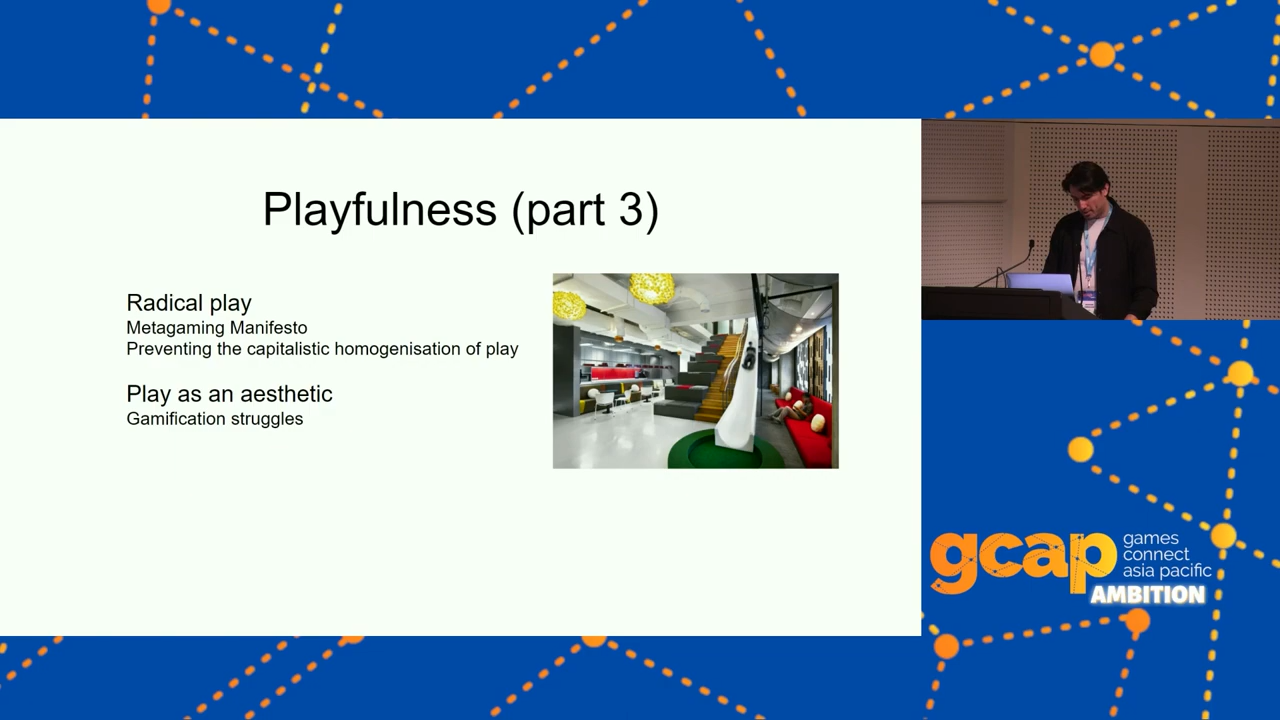 Playfulness (part 3)
Radical play
Metagaming Manifesto
Preventing the capitalistic homogenisation of play
Play as an aesthetic
Gamification struggles
gcap
games
connect
asia pacific
AMBITION